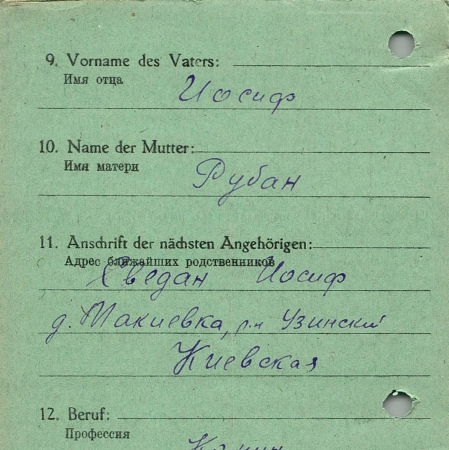 9. Vorname des Vaters:
Имя отца
Иосиф
10. Name der Mutter:
Имя матери
Рубан
11. Anschrift der nächsten Angehörigen:
Адрес ближайших родственников
Сведан Иосиф
д. Макиевка, р-н Узинский
Киевская
12. Beruf:
Профессия